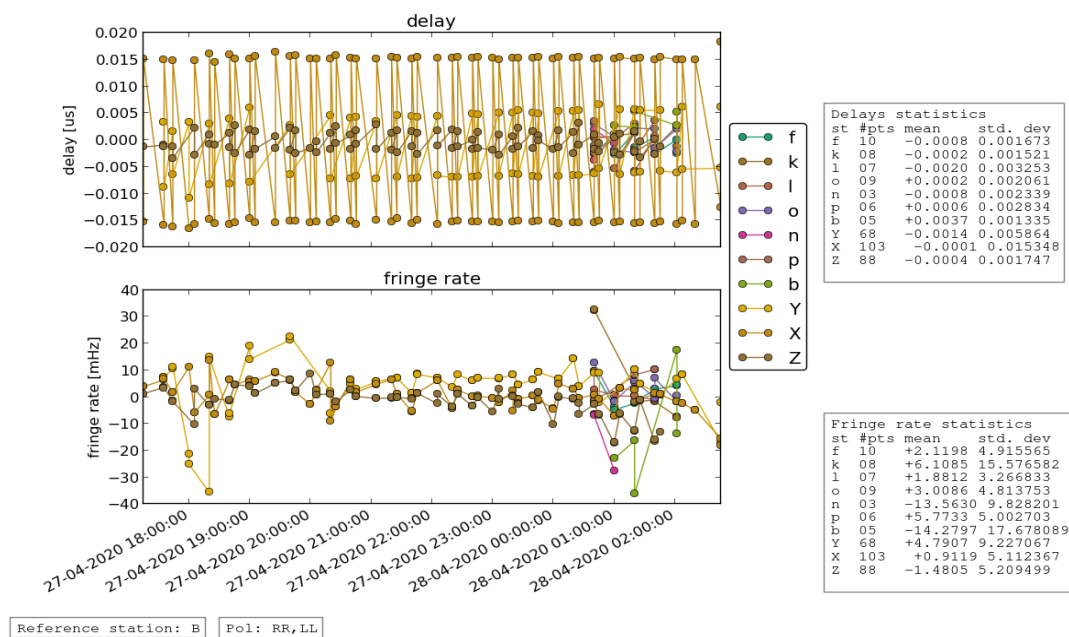 delay
0.020
0.015
0.010
0.005
0.000
−0.005
−0.010
−0.015
−0.020
delay [us]
fringe rate
40
30
20
10
0
−10
−20
−30
−40
fringe rate [mHz]
27-04-2020 18:00:00
27-04-2020 19:00:00
27-04-2020 20:00:00
27-04-2020 21:00:00
27-04-2020 22:00:00
27-04-2020 23:00:00
28-04-2020 00:00:00
28-04-2020 01:00:00
28-04-2020 02:00:00
f
k
l
o
n
p
b
Y
X
Z
Delays statistics
st #pts mean std. dev
f 10 −0.0008 0.001673
k 08 −0.0002 0.001521
l 07 −0.0020 0.003253
o 09 +0.0002 0.002061
n 03 −0.0008 0.002339
p 06 +0.0006 0.002834
b 05 +0.0037 0.001335
Y 68 −0.0014 0.005864
X 103 −0.0001 0.015348
Z 88 −0.0004 0.001747
Fringe rate statistics
st #pts mean std. dev
f 10 +2.1198 4.915565
k 08 +6.1085 15.576582
l 07 +1.8812 3.266833
o 09 +3.0086 4.813753
n 03 −13.5630 9.828201
p 06 +5.7733 5.002703
b 05 −14.2797 17.678089
Y 68 +4.7907 9.227067
X 103 +0.9119 5.112367
Z 88 −1.4805 5.209499
Reference station: B
Pol: RR,LL